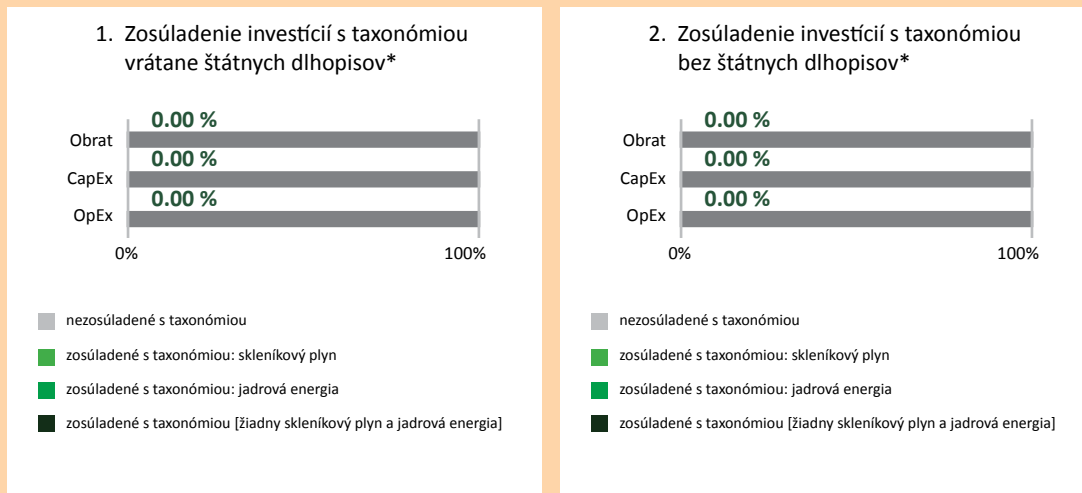 1. Zosúladenie investícií s taxonómiou
vrátane štátnych dlhopisov*
0.00 %
Obrat
0.00 %
CapEx
0.00 %
OpEx
0%
100%
nezosúladené s taxonómiou
zosúladené s taxonómiou: skleníkový plyn
zosúladené s taxonómiou: jadrová energia
zosúladené s taxonómiou [žiadny skleníkový plyn a jadrová energia]
2. Zosúladenie investícií s taxonómiou
bez štátnych dlhopisov*
0.00 %
Obrat
0.00 %
CapEx
0.00 %
OpEx
0%
100%
nezosúladené s taxonómiou
zosúladené s taxonómiou: skleníkový plyn
zosúladené s taxonómiou: jadrová energia
zosúladené s taxonómiou [žiadny skleníkový plyn a jadrová energia]